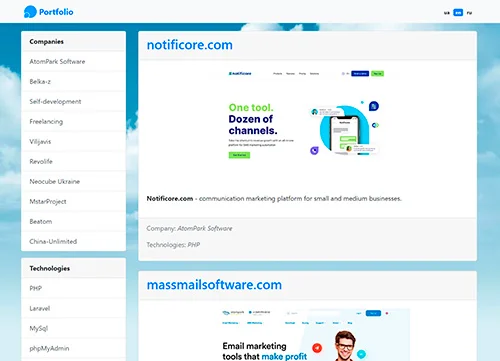 Portfolio
ua en ru
Companies
AtomPark Software
Belka-z
Self-development
Freelancing
Viljavis
Revolife
Neocube Ukraine
MstarProject
Beatom
China-Unlimited
Technologies
PHP
Laravel
MySql
phpMyAdmin
notificore.com
notificore
One tool.
Dozen of
channels.
Notificore.com - communication marketing platform for small and medium businesses.
Company: AtomPark Software
Technologies: PHP
massmailsoftware.com
Email marketing
tools that make profit